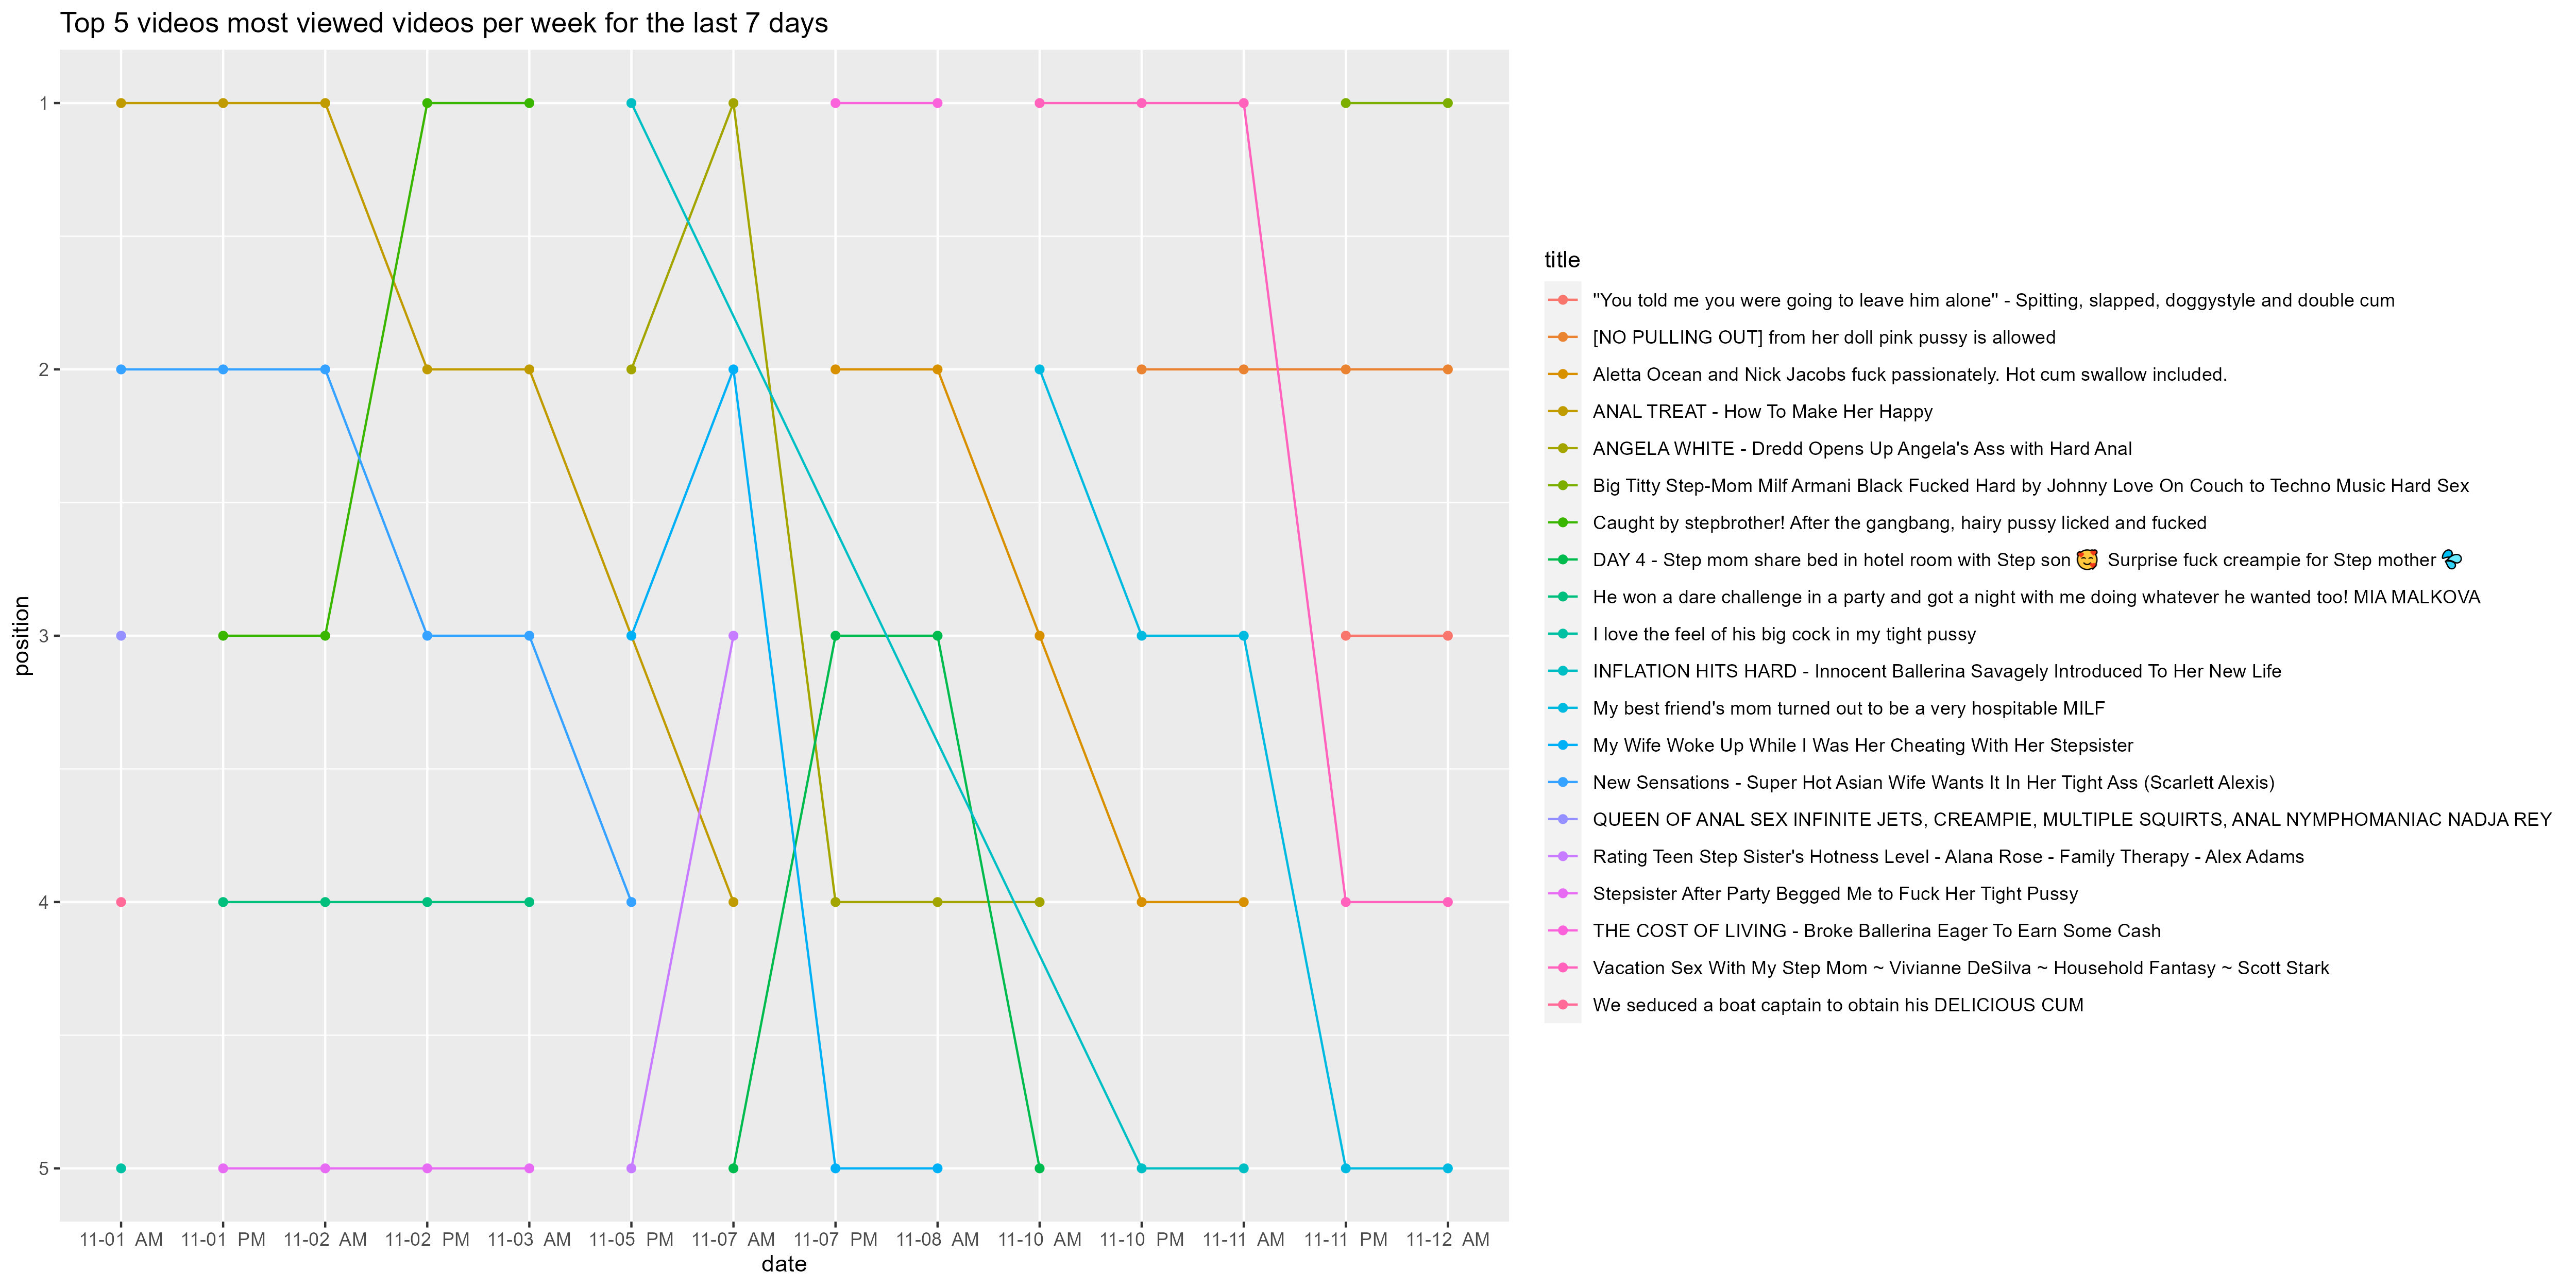 Top 5 videos most viewed videos per week for the last 7 days
position
1
2
3
4
5
11-01 AM
11-01 PM
11-02 AM
11-02 PM
11-03 AM
11-05 PM
11-07 AM
11-07 PM
11-08 AM
11-10 AM
11-10 PM
11-11 AM
11-11 PM
11-12 AM
date
title
"You told me you were going to leave him alone" - Spitting, slapped, doggystyle and double cum
[NO PULLING OUT] from her doll pink pussy is allowed
Aletta Ocean and Nick Jacobs fuck passionately. Hot cum swallow included.
ANAL TREAT - How To Make Her Happy
ANGELA WHITE - Dredd Opens Up Angela's Ass with Hard Anal
Big Titty Step-Mom Milf Armani Black Fucked Hard by Johnny Love On Couch to Techno Music Hard Sex
Caught by stepbrother! After the gangbang, hairy pussy licked and fucked
DAY 4 - Step mom share bed in hotel room with Step son 🥰 Surprise fuck creampie for Step mother 💦
He won a dare challenge in a party and got a night with me doing whatever he wanted too! MIA MALKOVA
I love the feel of his big cock in my tight pussy
INFLATION HITS HARD - Innocent Ballerina Savagely Introduced To Her New Life
My best friend's mom turned out to be a very hospitable MILF
My Wife Woke Up While I Was Her Cheating With Her Stepsister
New Sensations - Super Hot Asian Wife Wants It In Her Tight Ass (Scarlett Alexis)
QUEEN OF ANAL SEX INFINITE JETS, CREAMPIE, MULTIPLE SQUIRTS, ANAL NYMPHOMANIAC NADJA REY
Rating Teen Step Sister's Hotness Level - Alana Rose - Family Therapy - Alex Adams
Stepsister After Party Begged Me to Fuck Her Tight Pussy
THE COST OF LIVING - Broke Ballerina Eager To Earn Some Cash
Vacation Sex With My Step Mom ~ Vivianne DeSilva ~ Household Fantasy ~ Scott Stark
We seduced a boat captain to obtain his DELICIOUS CUM